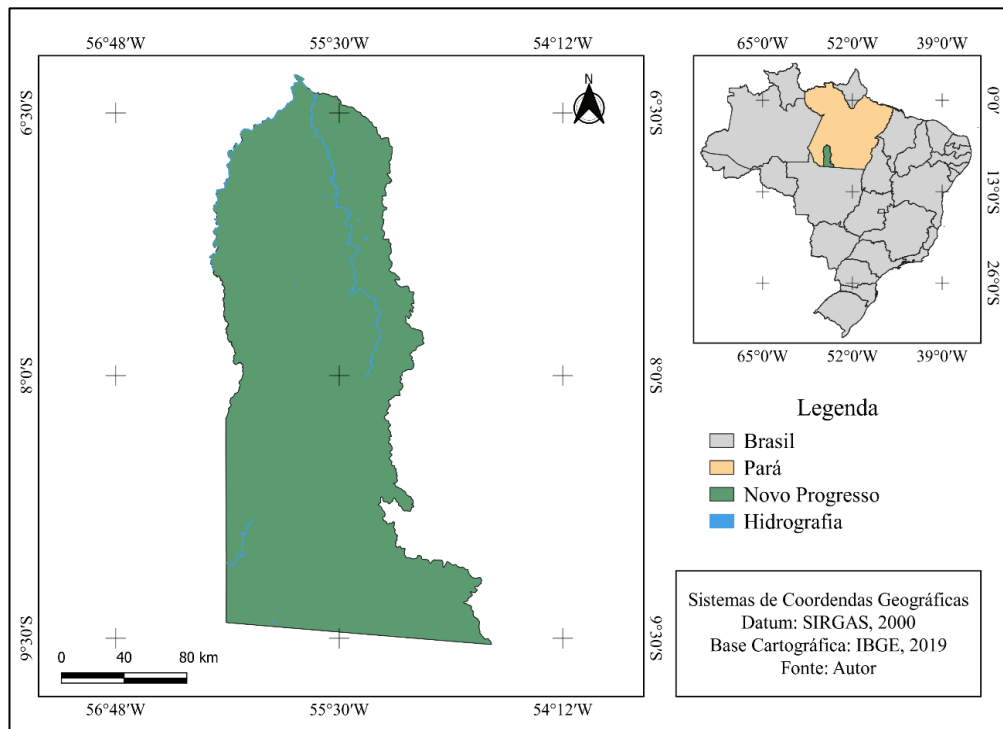 56°48'W 55°30'W 54°12'W
65°0'W 52°0'W 39°0'W
N
6°30'S 6°30'S
0°0'
13°0'S
26°0'S
8°0'S 8°0'S
65°0'W 52°0'W 39°0'W
Legenda
Brasil
Pará
Novo Progresso
Hidrografia
Sistemas de Coordendas Geográficas
Datum: SIRGAS, 2000
Base Cartográfica: IBGE, 2019
Fonte: Autor
9°30'S 9°30'S
0 40 80 km
56°48'W 55°30'W 54°12'W